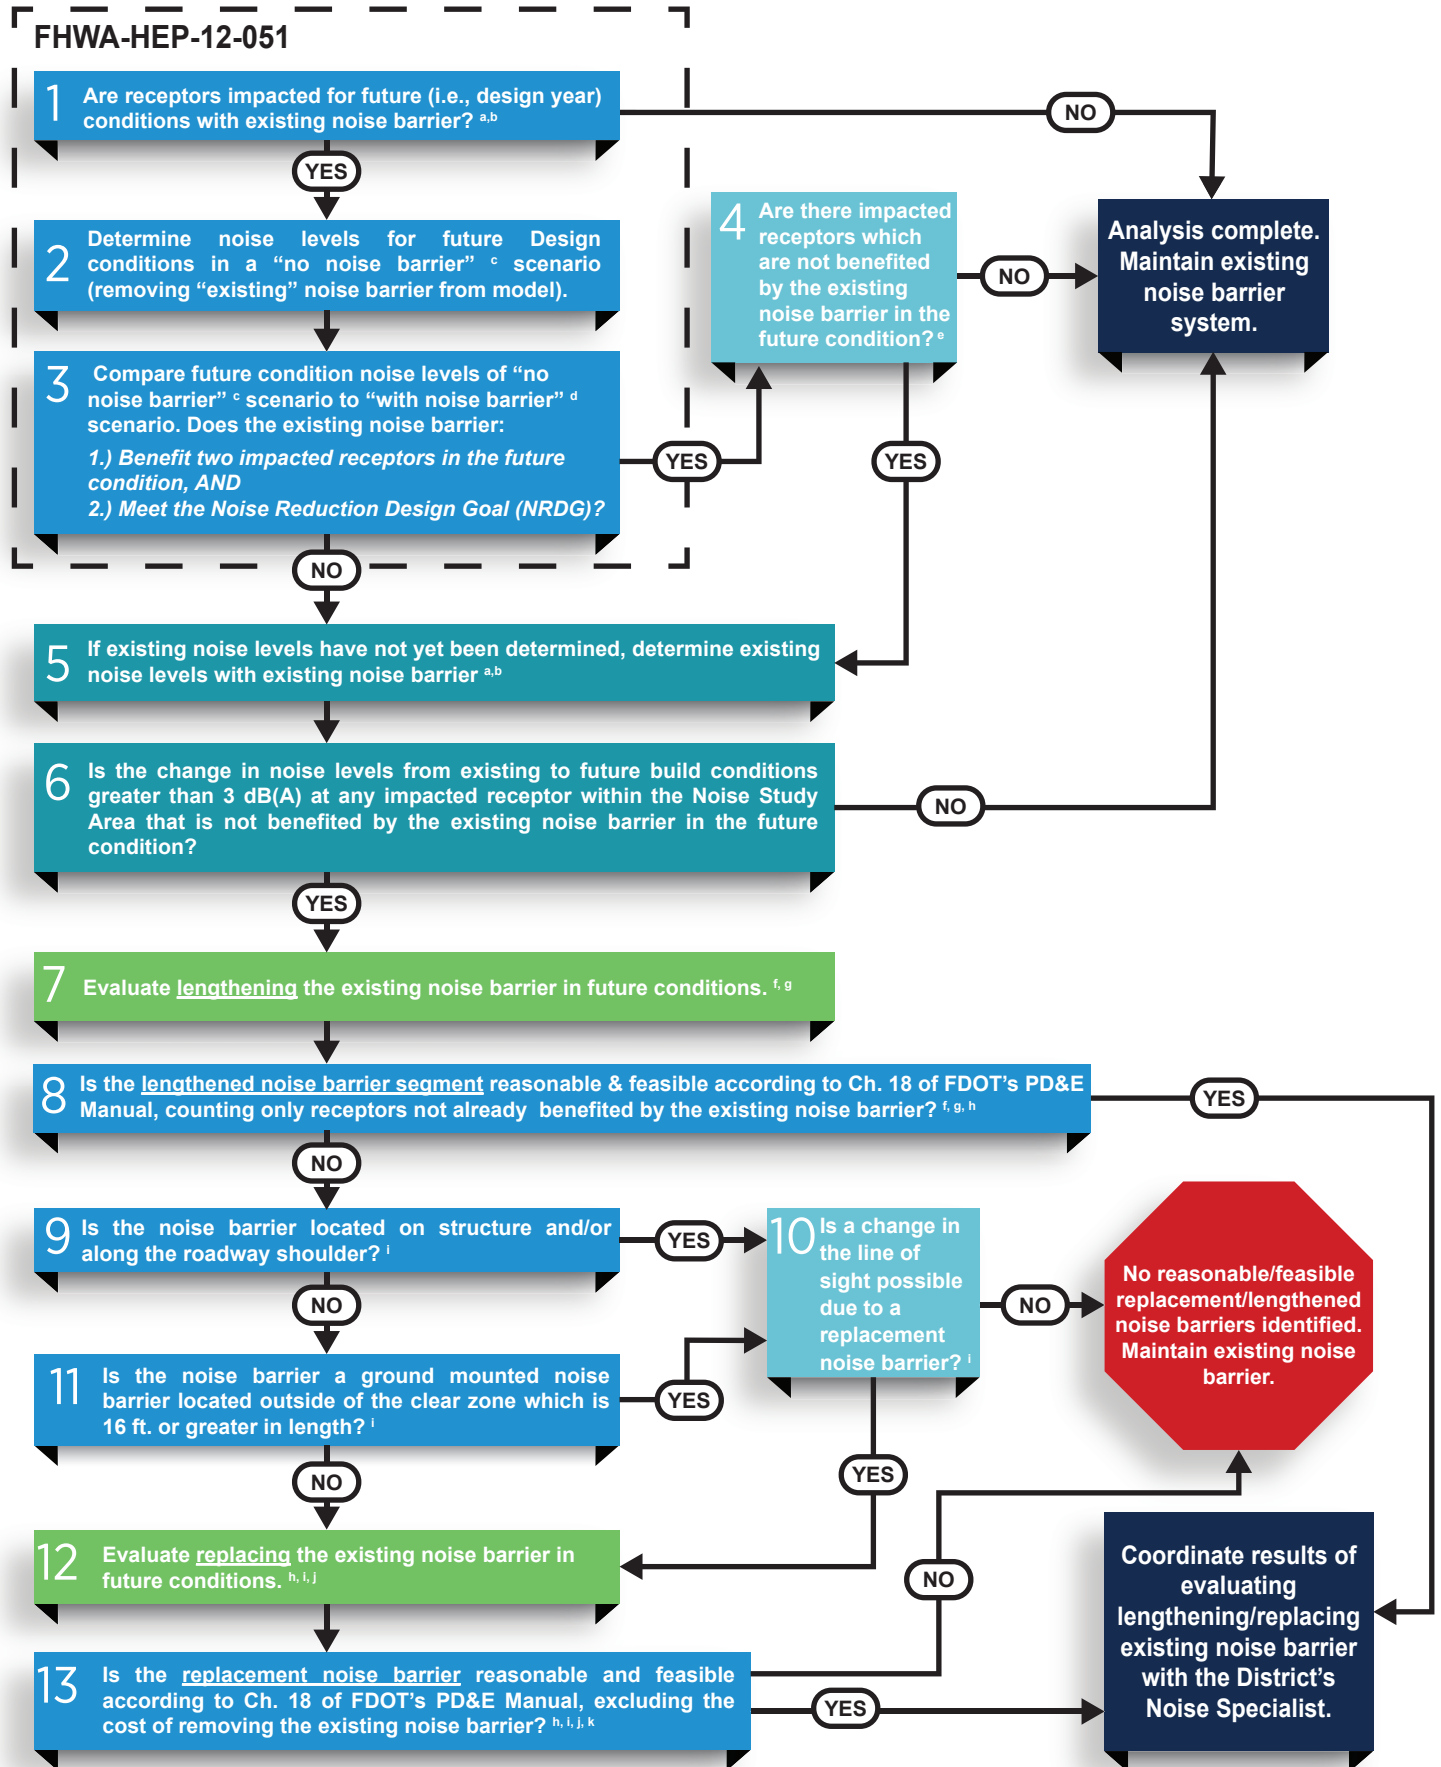 FHWA-HEP-12-051
1 Are receptors impacted for future (i.e., design year)
conditions with existing noise barrier? a,b
NO
YES
2 Determine noise levels for future Design
conditions in a “no noise barrier” c scenario
(removing “existing” noise barrier from model).
4 Are there impacted
receptors which
are not benefited
by the existing
noise barrier in the
future condition? e
NO
Analysis complete.
Maintain existing
noise barrier
system.
3 Compare future condition noise levels of “no
noise barrier” c scenario to “with noise barrier” d
scenario. Does the existing noise barrier:
1.) Benefit two impacted receptors in the future
condition, AND
2.) Meet the Noise Reduction Design Goal (NRDG)?
YES
YES
NO
5 If existing noise levels have not yet been determined, determine existing
noise levels with existing noise barrier a,b
6 Is the change in noise levels from existing to future build conditions
greater than 3 dB(A) at any impacted receptor within the Noise Study
Area that is not benefited by the existing noise barrier in the future
condition?
NO
YES
7 Evaluate lengthening the existing noise barrier in future conditions. f, g
8 Is the lengthened noise barrier segment reasonable & feasible according to Ch. 18 of FDOT’s PD&E
Manual, counting only receptors not already benefited by the existing noise barrier? f, g, h
YES
NO
9 Is the noise barrier located on structure and/or
along the roadway shoulder? i
YES
10 Is a change in
the line of
sight possible
due to a
replacement
noise barrier? i
NO
No reasonable/feasible
replacement/lengthened
noise barriers identified.
Maintain existing noise
barrier.
NO
11 Is the noise barrier a ground mounted noise
barrier located outside of the clear zone which is
16 ft. or greater in length? i
YES
YES
NO
12 Evaluate replacing the existing noise barrier in
future conditions. h, i, j
NO
Coordinate results of
evaluating
lengthening/replacing
existing noise barrier
with the District’s
Noise Specialist.
13 Is the replacement noise barrier reasonable and feasible
according to Ch. 18 of FDOT’s PD&E Manual, excluding the
cost of removing the existing noise barrier? h, i, j, k
YES